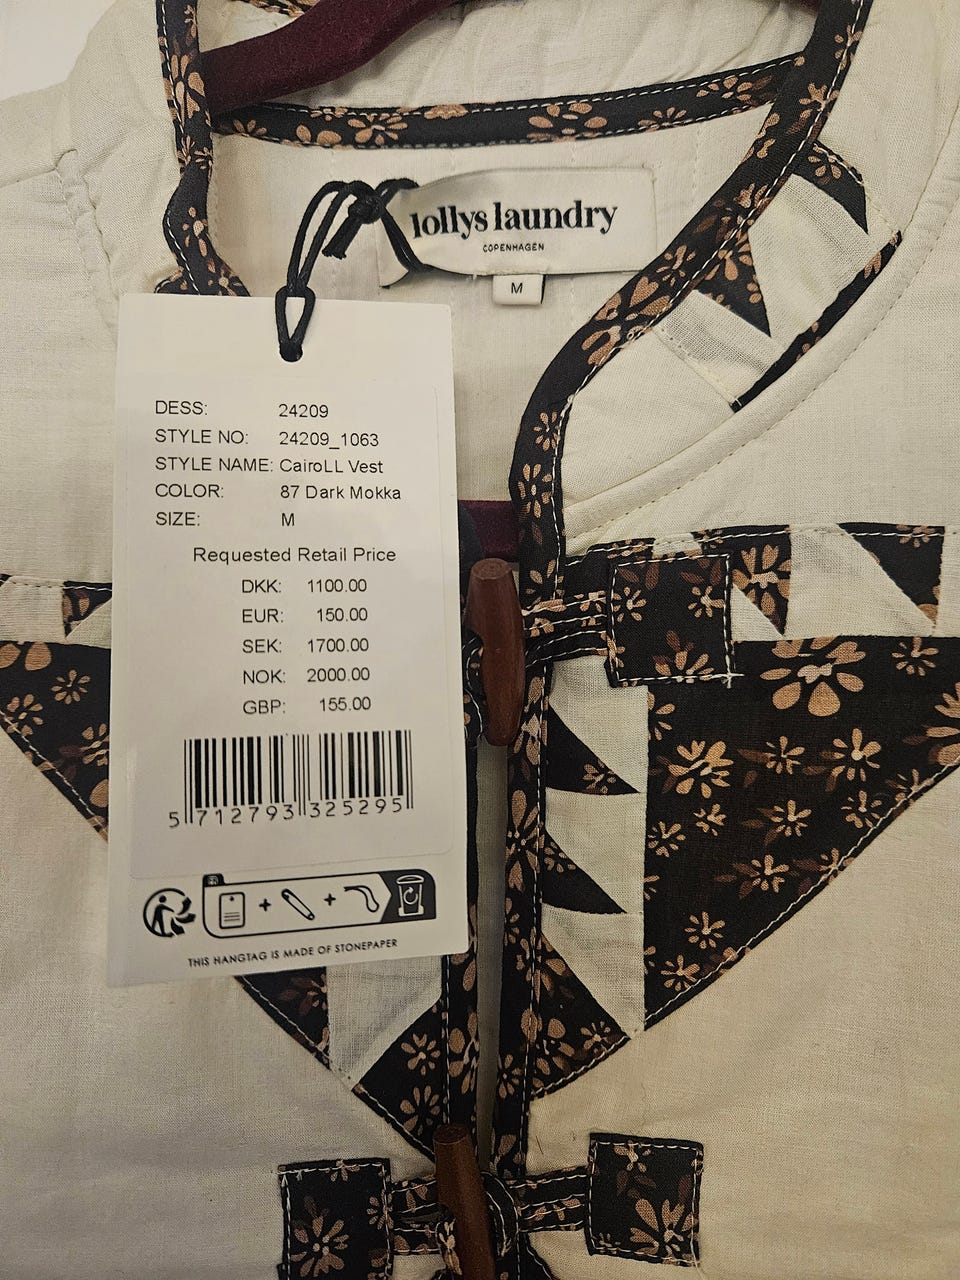 lollys laundry
COPENHAGEN
M
DESS: 24209
STYLE NO: 24209_1063
STYLE NAME: CairoLL Vest
COLOR: 87 Dark Mokka
SIZE: M
Requested Retail Price
DKK: 1100.00
EUR: 150.00
SEK: 1700.00
NOK: 2000.00
GBP: 155.00
5 712793 325295
THIS HANGTAG IS MADE OF STONEPAPER